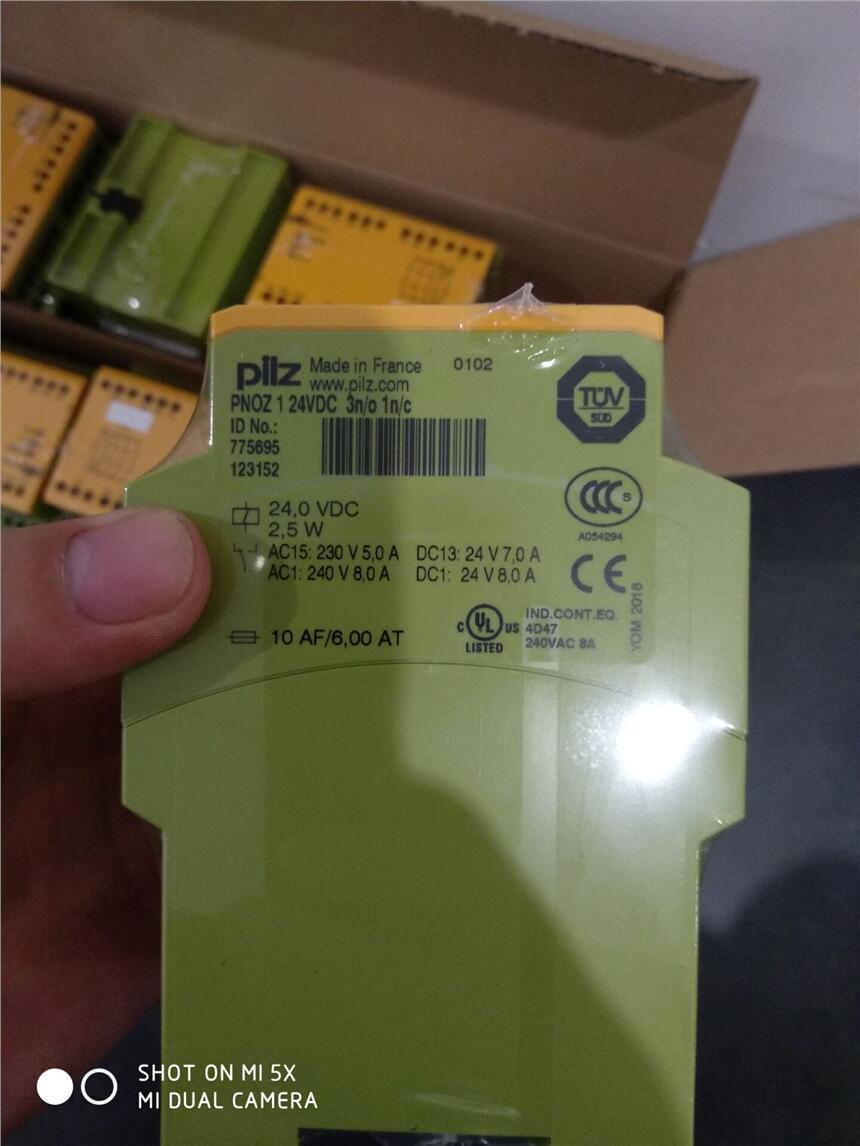 pilz Made in France 0102
www.pilz.com
PNOZ 1 24VDC 3n/o 1n/c
ID No.:
775695
123152
TÜV
SÜD
CCC S
A054294
24,0 VDC
2,5 W
AC15: 230 V 5,0 A DC13: 24 V 7,0 A
AC1: 240 V 8,0 A DC1: 24 V 8,0 A
CE
10 AF/6,00 AT
C UL US
LISTED
IND.CONT.EQ.
4D47
240VAC 8A
YOM 2018
SHOT ON MI 5X
MI DUAL CAMERA